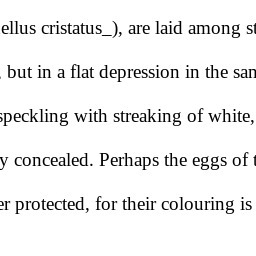 ellus cristatus_), are laid among st
but in a flat depression in the san
speckling with streaking of white,
y concealed. Perhaps the eggs of t
er protected, for their colouring is